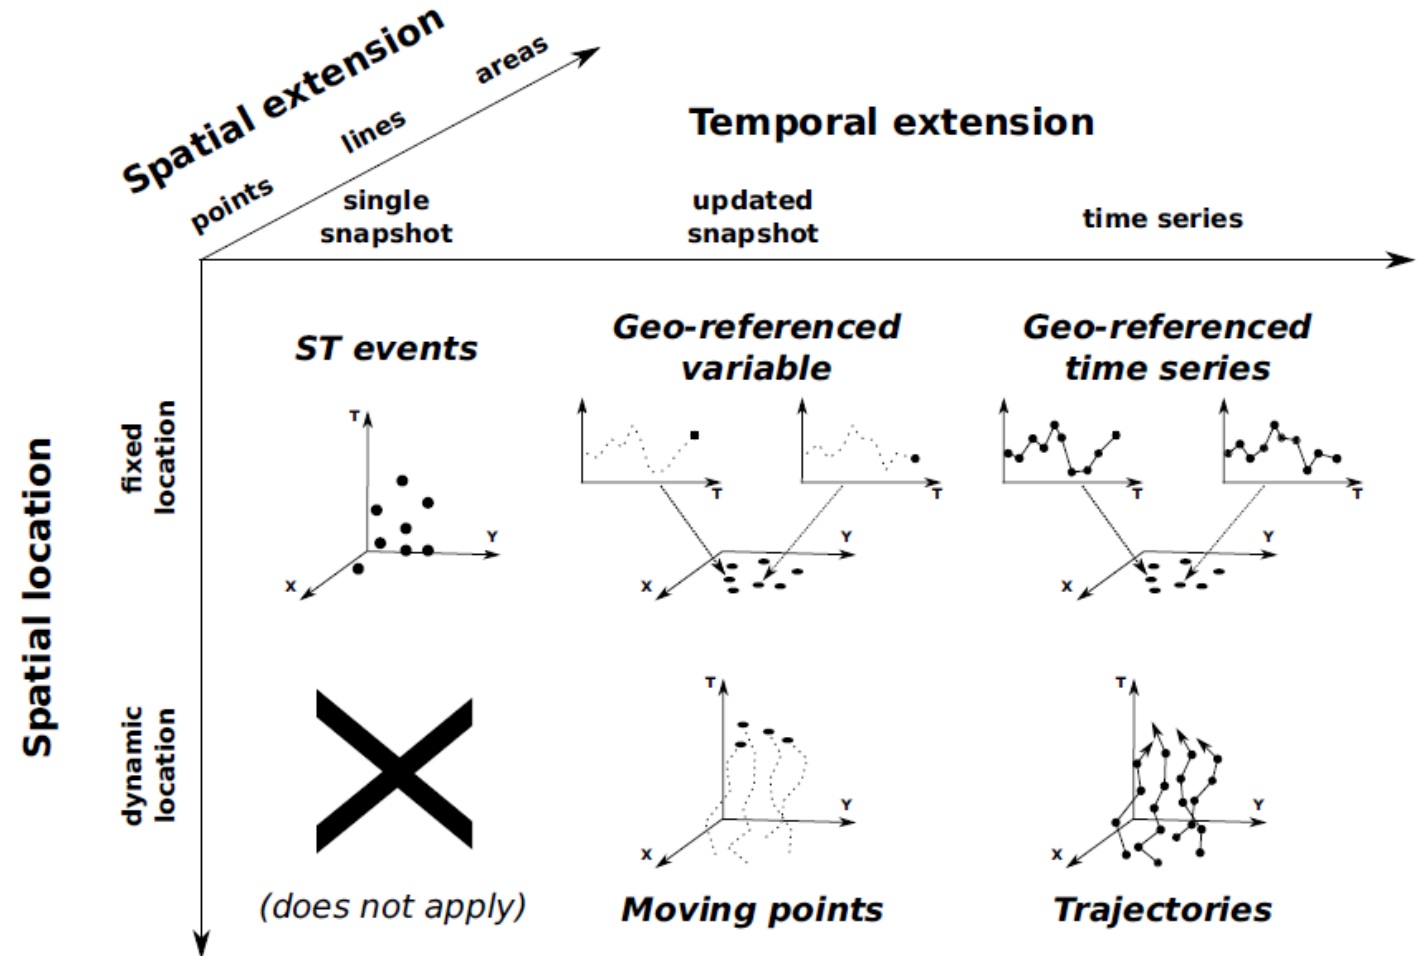 Spatial extension
points
lines
areas
Temporal extension
single
snapshot
updated
snapshot
time series
Spatial location
fixed
location
ST events
T
Y
X
Geo-referenced
variable
T
T
Y
X
Geo-referenced
time series
T
T
Y
X
dynamic
location
(does not apply)
T
Y
X
Moving points
T
Y
X
Trajectories